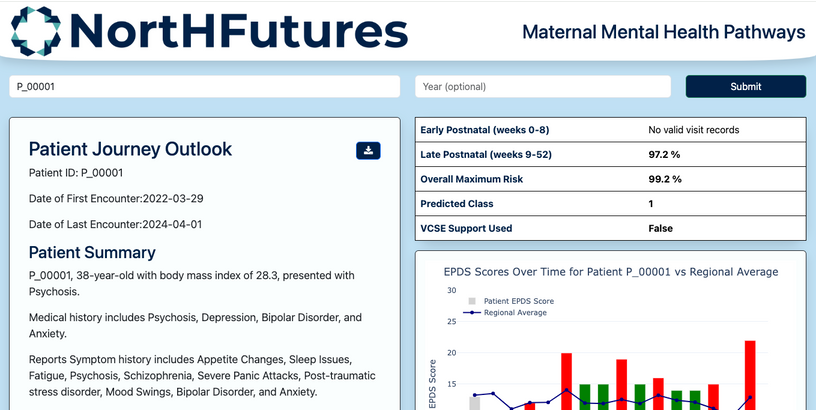 NortHFutures
Maternal Mental Health Pathways
P_00001
Year (optional)
Submit
Patient Journey Outlook
Patient ID: P_00001
Date of First Encounter:2022-03-29
Date of Last Encounter:2024-04-01
Patient Summary
P_00001, 38-year-old with body mass index of 28.3, presented with
Psychosis.
Medical history includes Psychosis, Depression, Bipolar Disorder, and
Anxiety.
Reports Symptom history includes Appetite Changes, Sleep Issues,
Fatigue, Psychosis, Schizophrenia, Severe Panic Attacks, Post-traumatic
stress disorder, Mood Swings, Bipolar Disorder, and Anxiety.
Early Postnatal (weeks 0-8) No valid visit records
Late Postnatal (weeks 9-52) 97.2 %
Overall Maximum Risk 99.2 %
Predicted Class 1
VCSE Support Used False
EPDS Scores Over Time for Patient P_00001 vs Regional Average
Patient EPDS Score
Regional Average
30
25
20
15
EPDS Score